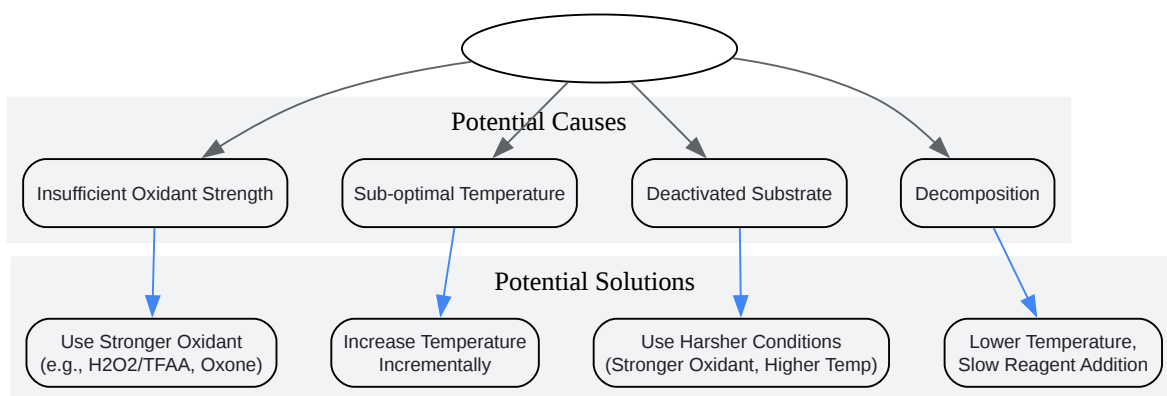 Potential Causes
Insufficient Oxidant Strength
Sub-optimal Temperature
Deactivated Substrate
Decomposition
Potential Solutions
Use Stronger Oxidant
(e.g., H2O2/TFAA, Oxone)
Increase Temperature
Incrementally
Use Harsher Conditions
(Stronger Oxidant, Higher Temp)
Lower Temperature,
Slow Reagent Addition